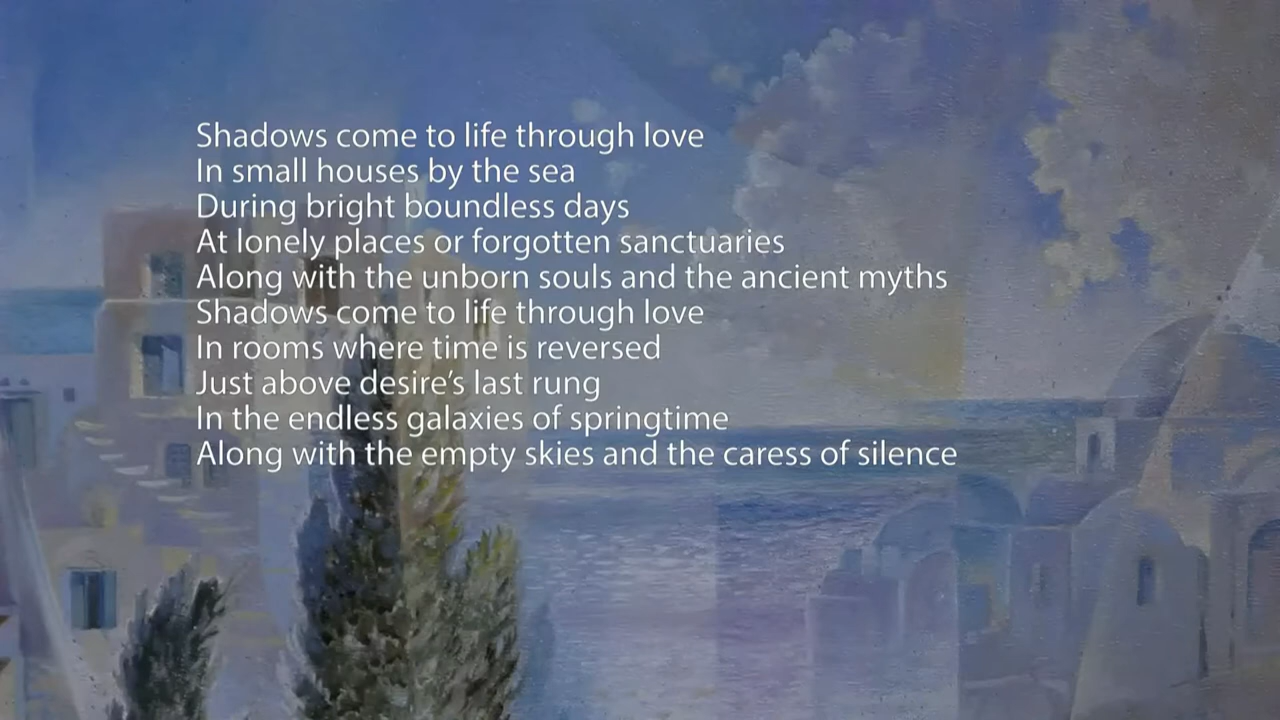 Shadows come to life through love
In small houses by the sea
During bright boundless days
At lonely places or forgotten sanctuaries
Along with the unborn souls and the ancient myths
Shadows come to life through love
In rooms where time is reversed
Just above desire’s last rung
In the endless galaxies of springtime
Along with the empty skies and the caress of silence